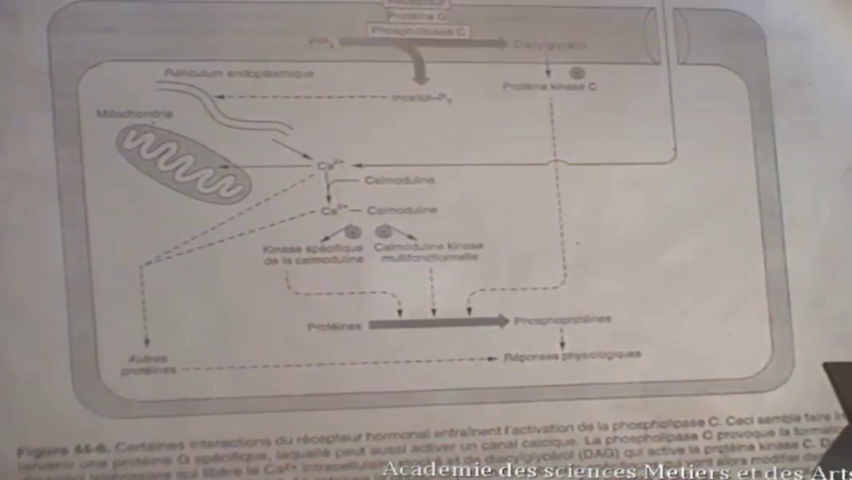 Récepteur
Protéine G
Phospholipase C
PIP₂
Diacylglycérol
Réticulum endoplasmique
Inositol-P₃
Protéine kinase C
Mitochondrie
Ca²⁺
Calmoduline
Ca²⁺ — Calmoduline
Kinase spécifique
de la calmoduline
Calmoduline kinase
multifonctionnelle
Protéines
Phosphoprotéines
Autres
protéines
Réponses physiologiques
Figure 44-6. Certaines interactions du récepteur hormonal entraînent l'activation de la phospholipase C. Ceci semble faire
tervenir une protéine G spécifique, laquelle peut aussi activer un canal calcique. La phospholipase C provoque la formation
qui libère le Ca²⁺ intracellulaire et de diacylglycérol (DAG) qui active la protéine kinase C.
Academie des sciences Metiers et des Arts